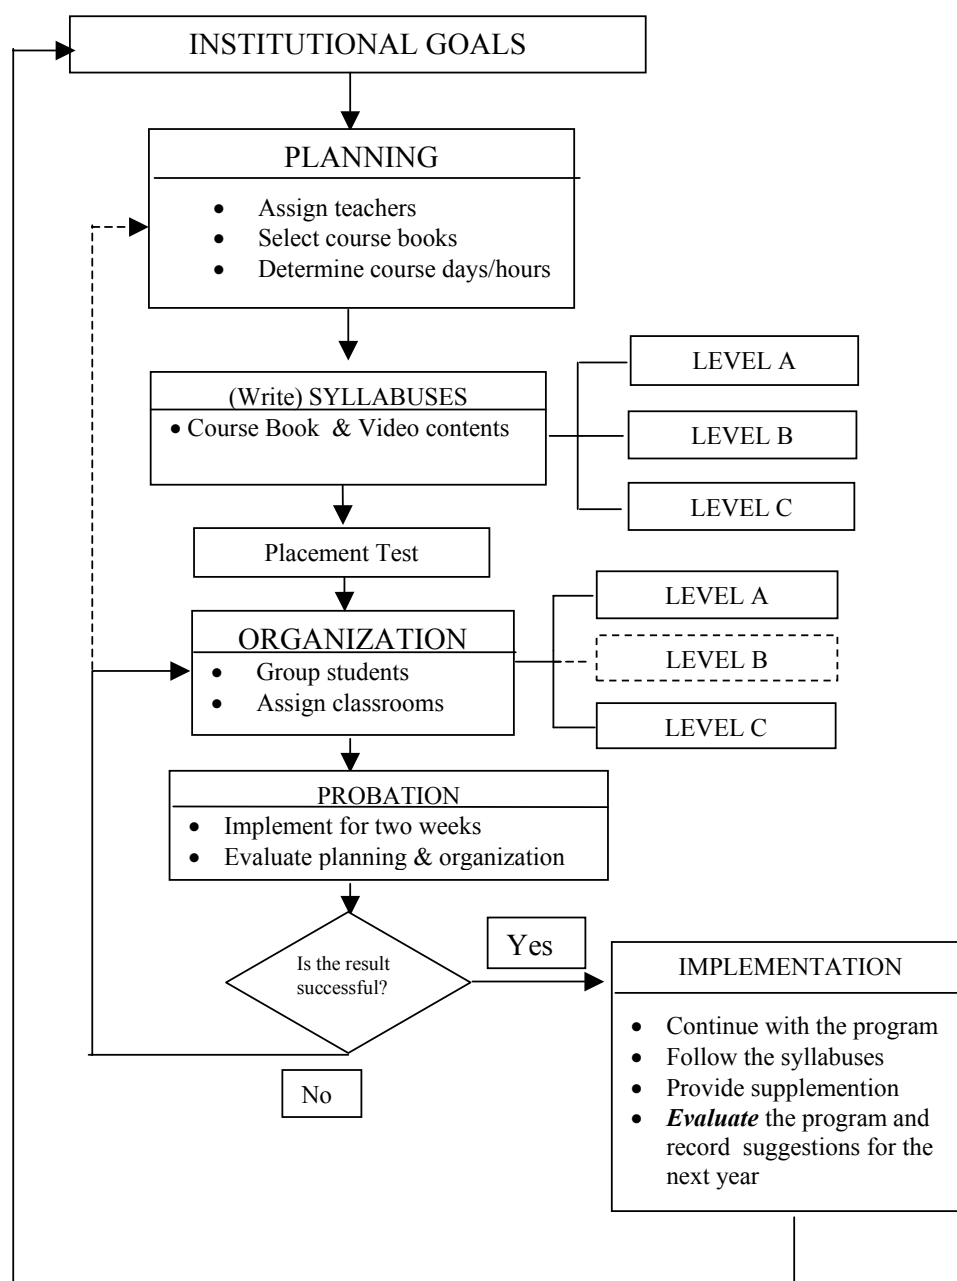 INSTITUTIONAL GOALS
PLANNING
• Assign teachers
• Select course books
• Determine course days/hours
(Write) SYLLABUSES
• Course Book & Video contents
LEVEL A
LEVEL B
LEVEL C
Placement Test
ORGANIZATION
• Group students
• Assign classrooms
LEVEL A
LEVEL B
LEVEL C
PROBATION
• Implement for two weeks
• Evaluate planning & organization
Is the result
successful?
Yes
No
IMPLEMENTATION
• Continue with the program
• Follow the syllabuses
• Provide supplemention
• Evaluate the program and
record suggestions for the
next year